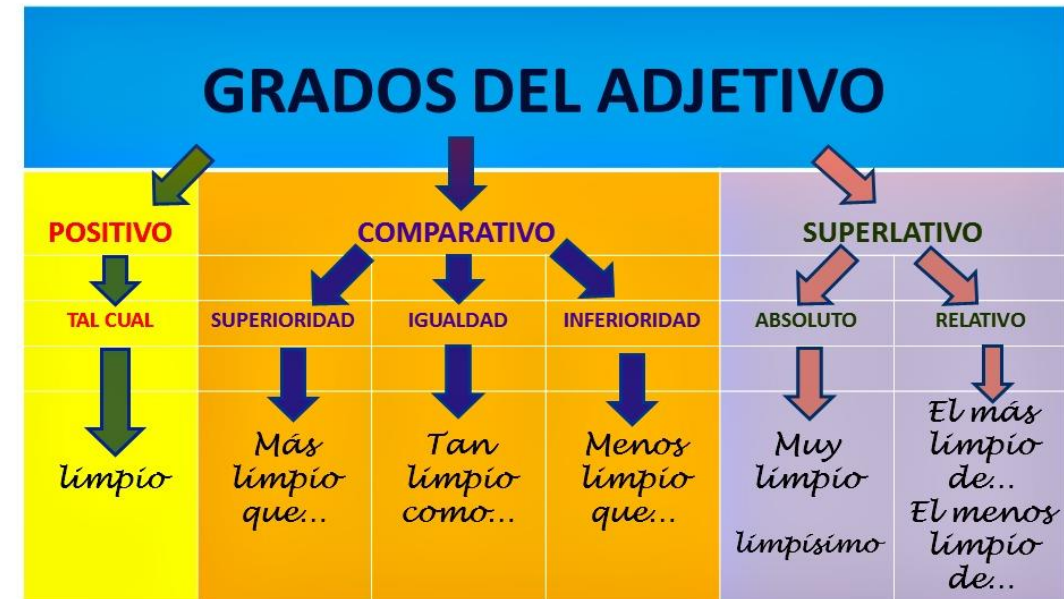 GRADOS DEL ADJETIVO
POSITIVO
COMPARATIVO
SUPERLATIVO
TAL CUAL
SUPERIORIDAD
IGUALDAD
INFERIORIDAD
ABSOLUTO
RELATIVO
limpio
Más
limpio
que...
Tan
limpio
como...
Menos
limpio
que...
Muy
limpio
limpísimo
El más
limpio
de...
El menos
limpio
de...